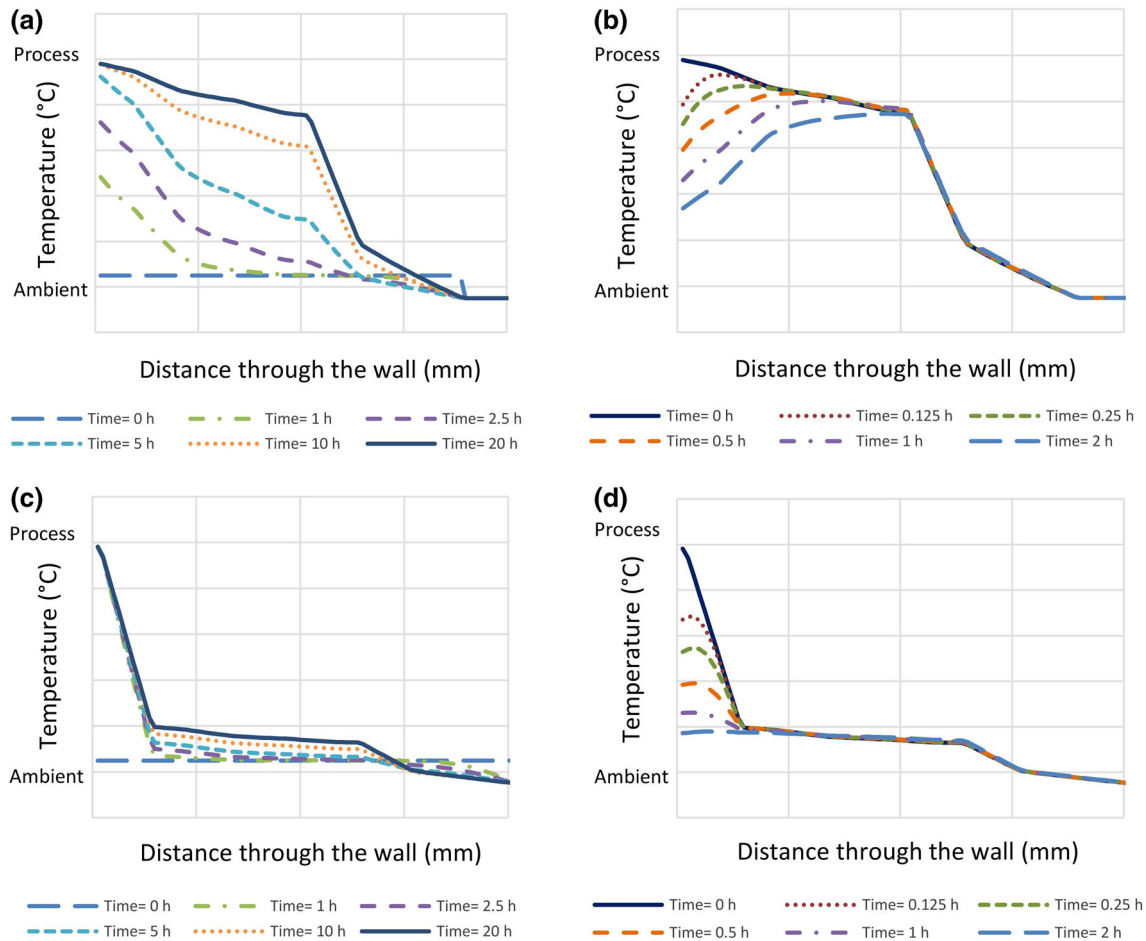 (a)
Process
Temperature (°C)
Ambient
Distance through the wall (mm)
Time= 0 h Time= 1 h Time= 2.5 h
Time= 5 h Time= 10 h Time= 20 h
(b)
Process
Temperature (°C)
Ambient
Distance through the wall (mm)
Time= 0 h Time= 0.125 h Time= 0.25 h
Time= 0.5 h Time= 1 h Time= 2 h
(c)
Process
Temperature (°C)
Ambient
Distance through the wall (mm)
Time= 0 h Time= 1 h Time= 2.5 h
Time= 5 h Time= 10 h Time= 20 h
(d)
Process
Temperature (°C)
Ambient
Distance through the wall (mm)
Time= 0 h Time= 0.125 h Time= 0.25 h
Time= 0.5 h Time= 1 h Time= 2 h